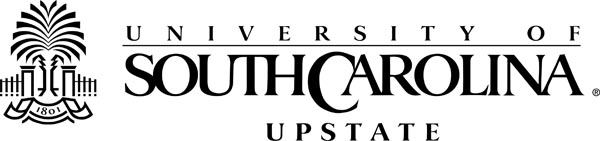 UNIVERSITY OF
SOUTHCAROLINA®
UPSTATE
1801